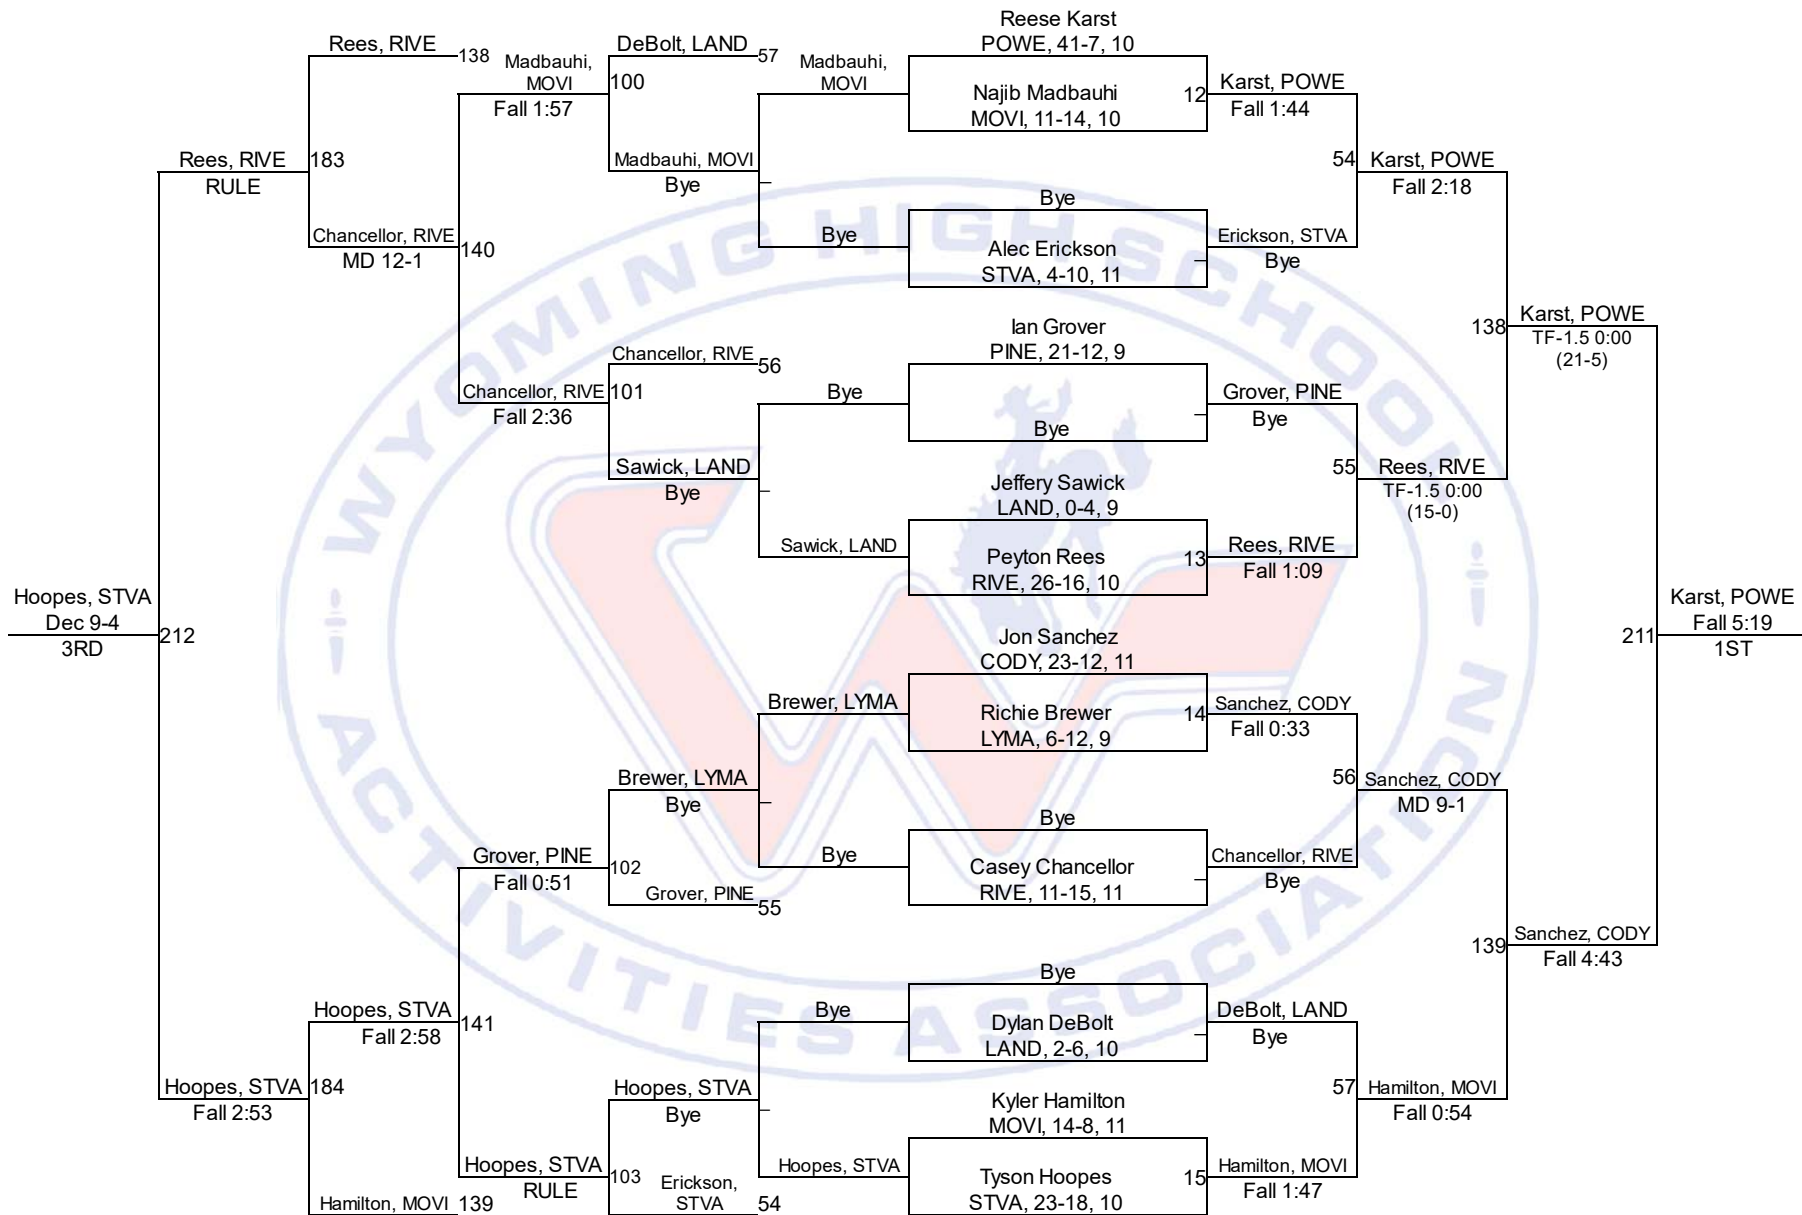 Reese Karst
POWE, 41-7, 10
Rees, RIVE
138
Madbauhi,
MOVI
Fall 1:57
DeBolt, LAND
57
100
Madbauhi,
MOVI
Najib Madbauhi
MOVI, 11-14, 10
12
Karst, POWE
Fall 1:44
Rees, RIVE
RULE
183
Madbauhi, MOVI
Bye
54
Karst, POWE
Fall 2:18
Chancellor, RIVE
MD 12-1
140
Bye
Bye
Alec Erickson
STVA, 4-10, 11
Erickson, STVA
Bye
Ian Grover
PINE, 21-12, 9
138
Karst, POWE
TF-1.5 0:00
(21-5)
Chancellor, RIVE
56
Chancellor, RIVE
Fall 2:36
101
Bye
Bye
Grover, PINE
Bye
Sawick, LAND
Bye
Jeffery Sawick
LAND, 0-4, 9
55
Rees, RIVE
TF-1.5 0:00
(15-0)
Sawick, LAND
Peyton Rees
RIVE, 26-16, 10
13
Rees, RIVE
Fall 1:09
Hoopes, STVA
Dec 9-4
3RD
212
Jon Sanchez
CODY, 23-12, 11
211
Karst, POWE
Fall 5:19
1ST
Brewer, LYMA
Richie Brewer
LYMA, 6-12, 9
14
Sanchez, CODY
Fall 0:33
Brewer, LYMA
Bye
56
Sanchez, CODY
MD 9-1
Bye
Grover, PINE
Fall 0:51
102
Bye
Casey Chancellor
RIVE, 11-15, 11
Chancellor, RIVE
Bye
Grover, PINE
55
139
Sanchez, CODY
Fall 4:43
Bye
Hoopes, STVA
Fall 2:58
141
Bye
Dylan DeBolt
LAND, 2-6, 10
DeBolt, LAND
Bye
Hoopes, STVA
Fall 2:53
184
Hoopes, STVA
Bye
Kyler Hamilton
MOVI, 14-8, 11
57
Hamilton, MOVI
Fall 0:54
Hoopes, STVA
RULE
103
Hoopes, STVA
Tyson Hoopes
STVA, 23-18, 10
15
Hamilton, MOVI
Fall 1:47
Hamilton, MOVI
139
Erickson,
STVA
54
WYOMING HIGH SCHOOL
ACTIVITIES ASSOCIATION